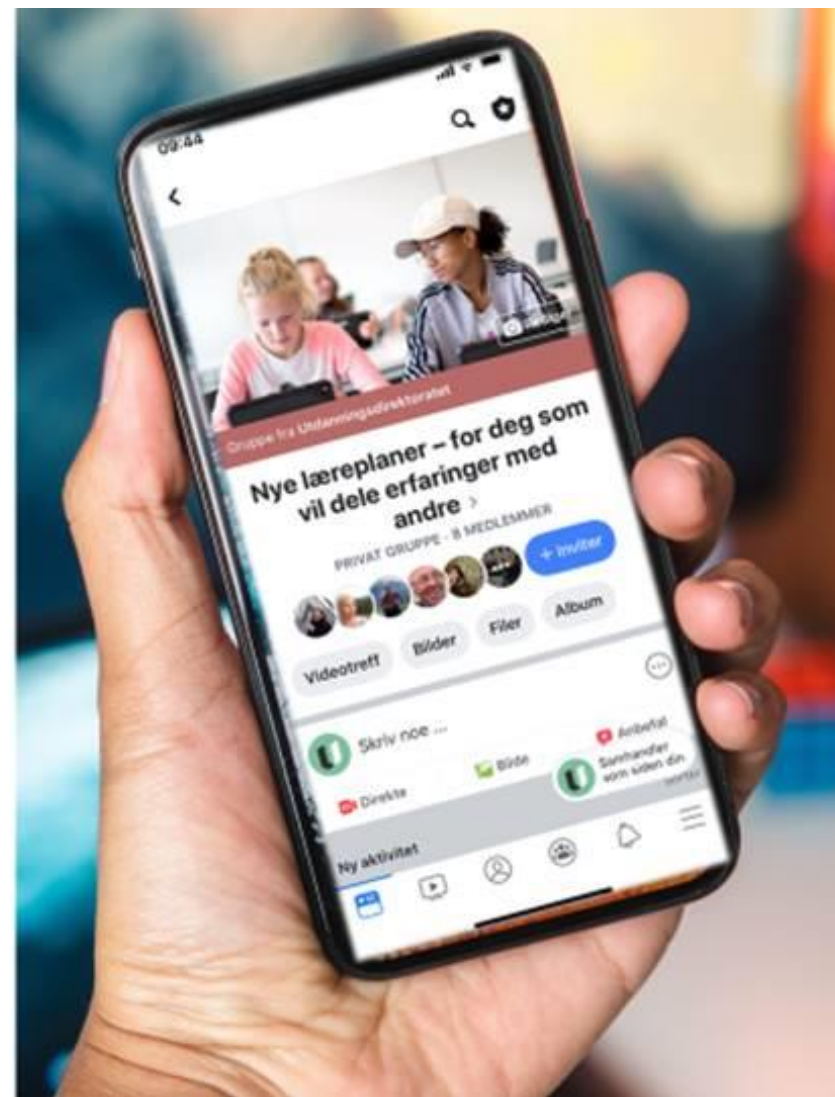 09:44
Gruppe fra Utdanningsdirektoratet
Nye læreplaner – for deg som
vil dele erfaringer med
andre >
PRIVAT GRUPPE · 8 MEDLEMMER
+ Inviter
Videotreff
Bilder
Filer
Album
Skriv noe ...
Direkte
Bilde
Anbefal
Samhandler
som siden din
Ny aktivitet